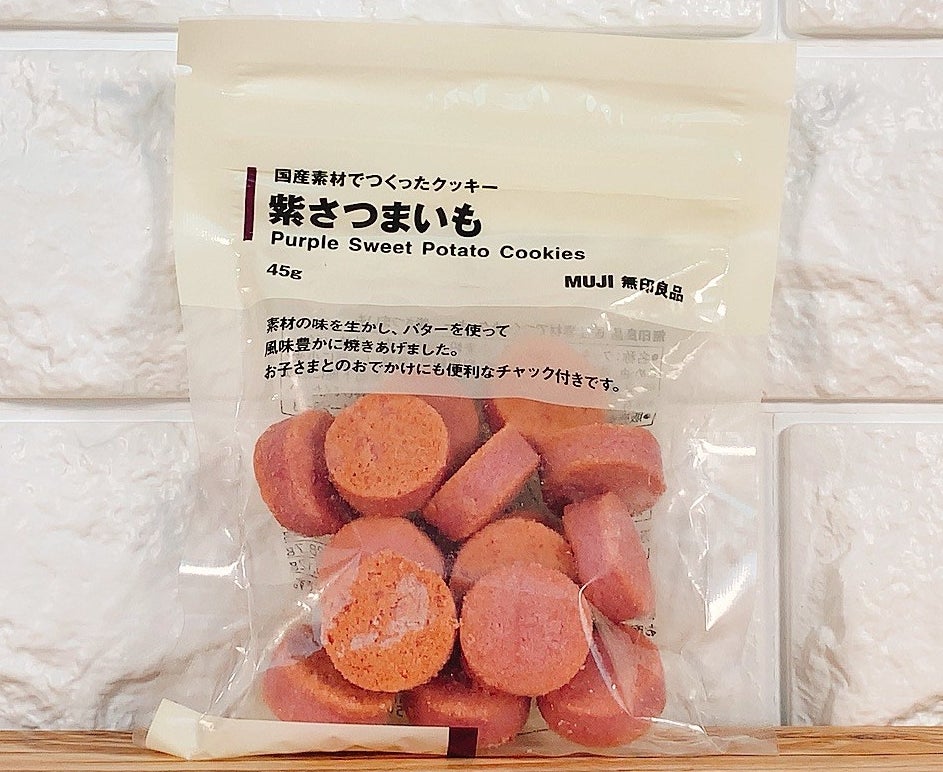 国産素材でつくったクッキー
紫さつまいも
Purple Sweet Potato Cookies
45g
MUJI 無印良品
素材の味を生かし、バターを使って
風味豊かに焼きあげました。
お子さまとのおでかけにも便利なチャック付きです。